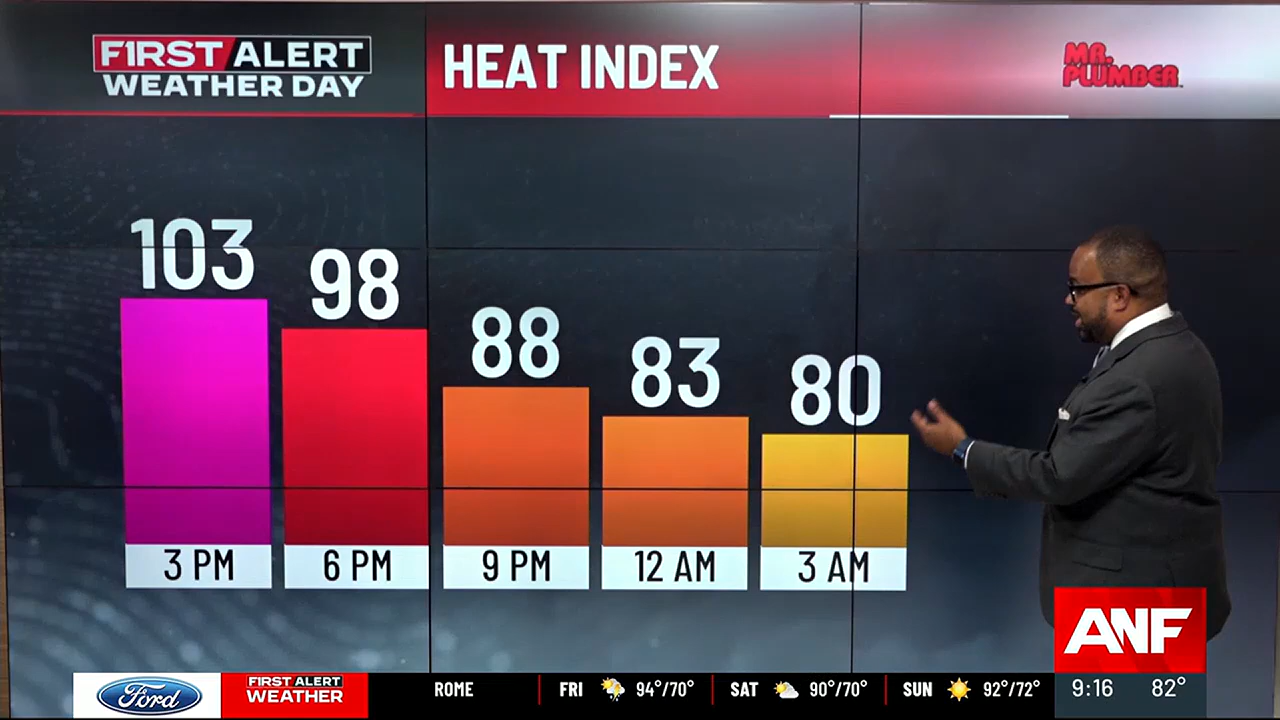 F1RST ALERT
WEATHER DAY
HEAT INDEX
MR.
PLUMBER
103
98
88
83
80
3 PM
6 PM
9 PM
12 AM
3 AM
ANF
Ford
FIRST ALERT
WEATHER
ROME
FRI 94°/70°
SAT 90°/70°
SUN 92°/72°
9:16 82°